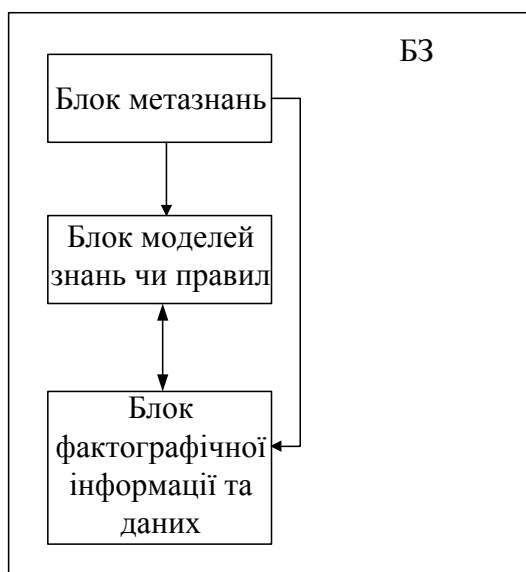 БЗ
Блок метазнань
Блок моделей
знань чи правил
Блок
фактографічної
інформації та
даних